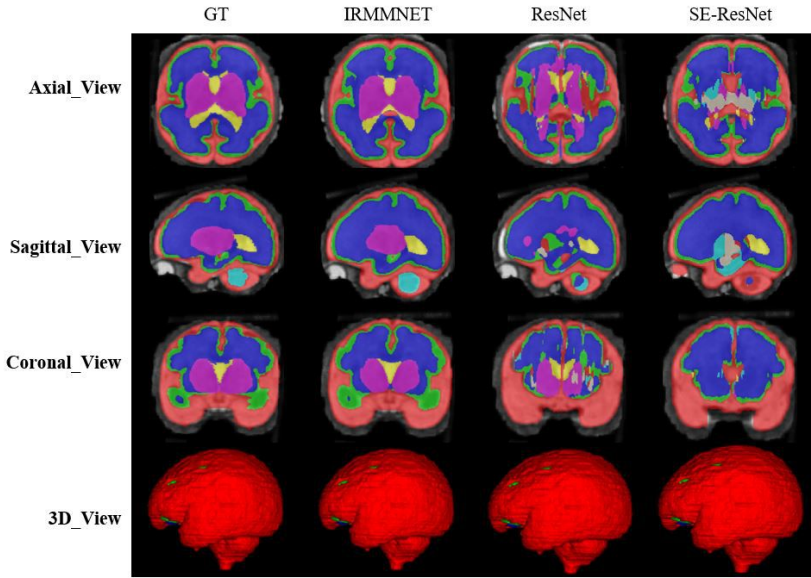 GT IRMMNET ResNet SE-ResNet
Axial_View
Sagittal_View
Coronal_View
3D_View